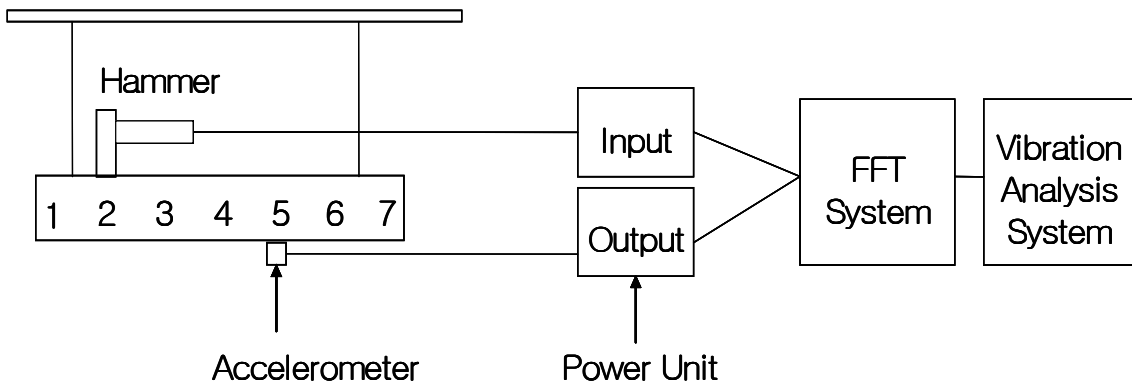 Hammer
1 2 3 4 5 6 7
Input
Output
FFT
System
Vibration
Analysis
System
Accelerometer
Power Unit